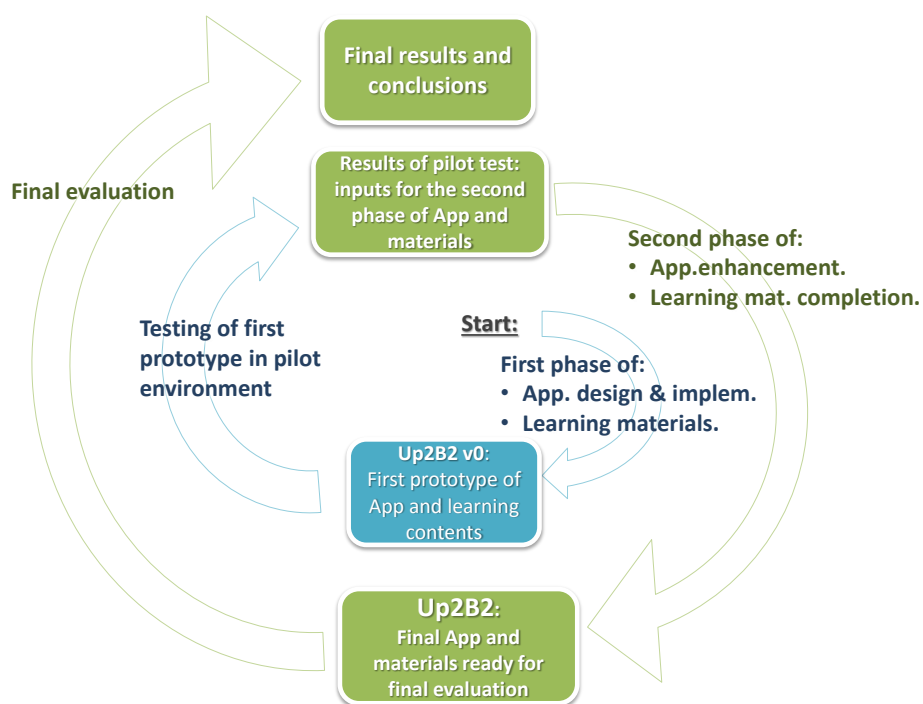 Final results and
conclusions
Results of pilot test:
inputs for the second
phase of App and
materials
Final evaluation
Second phase of:
• App.enhancement.
• Learning mat. completion.
Testing of first
prototype in pilot
environment
Start:
First phase of:
• App. design & implem.
• Learning materials.
Up2B2 v0:
First prototype of
App and learning
contents
Up2B2:
Final App and
materials ready for
final evaluation